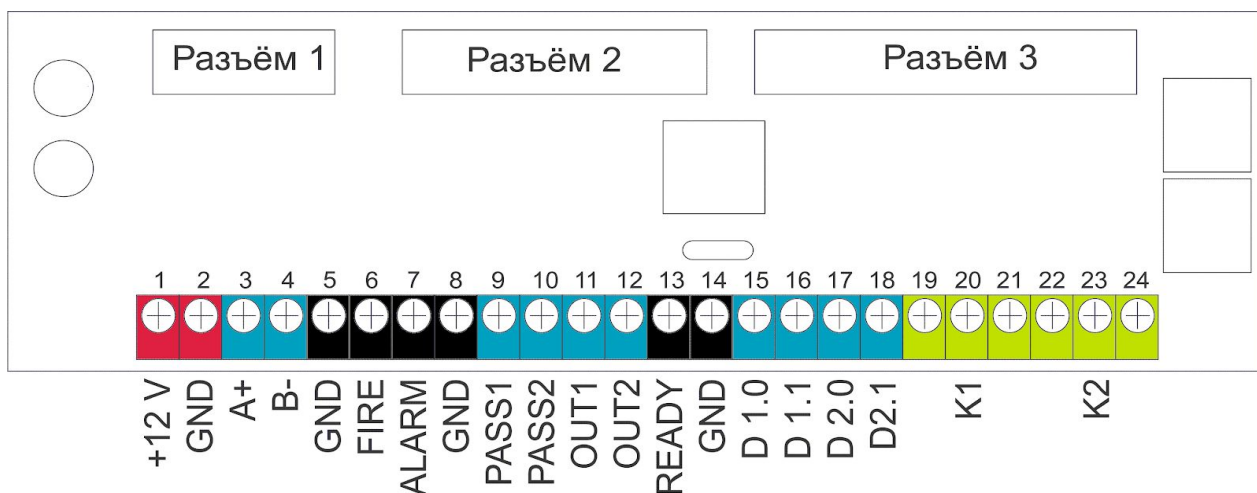 Разъём 1 Разъём 2 Разъём 3
1 2 3 4 5 6 7 8 9 10 11 12 13 14 15 16 17 18 19 20 21 22 23 24
+12 V GND A+ B- GND FIRE ALARM GND PASS1 PASS2 OUT1 OUT2 READY GND D 1.0 D 1.1 D 2.0 D2.1 K1 K2